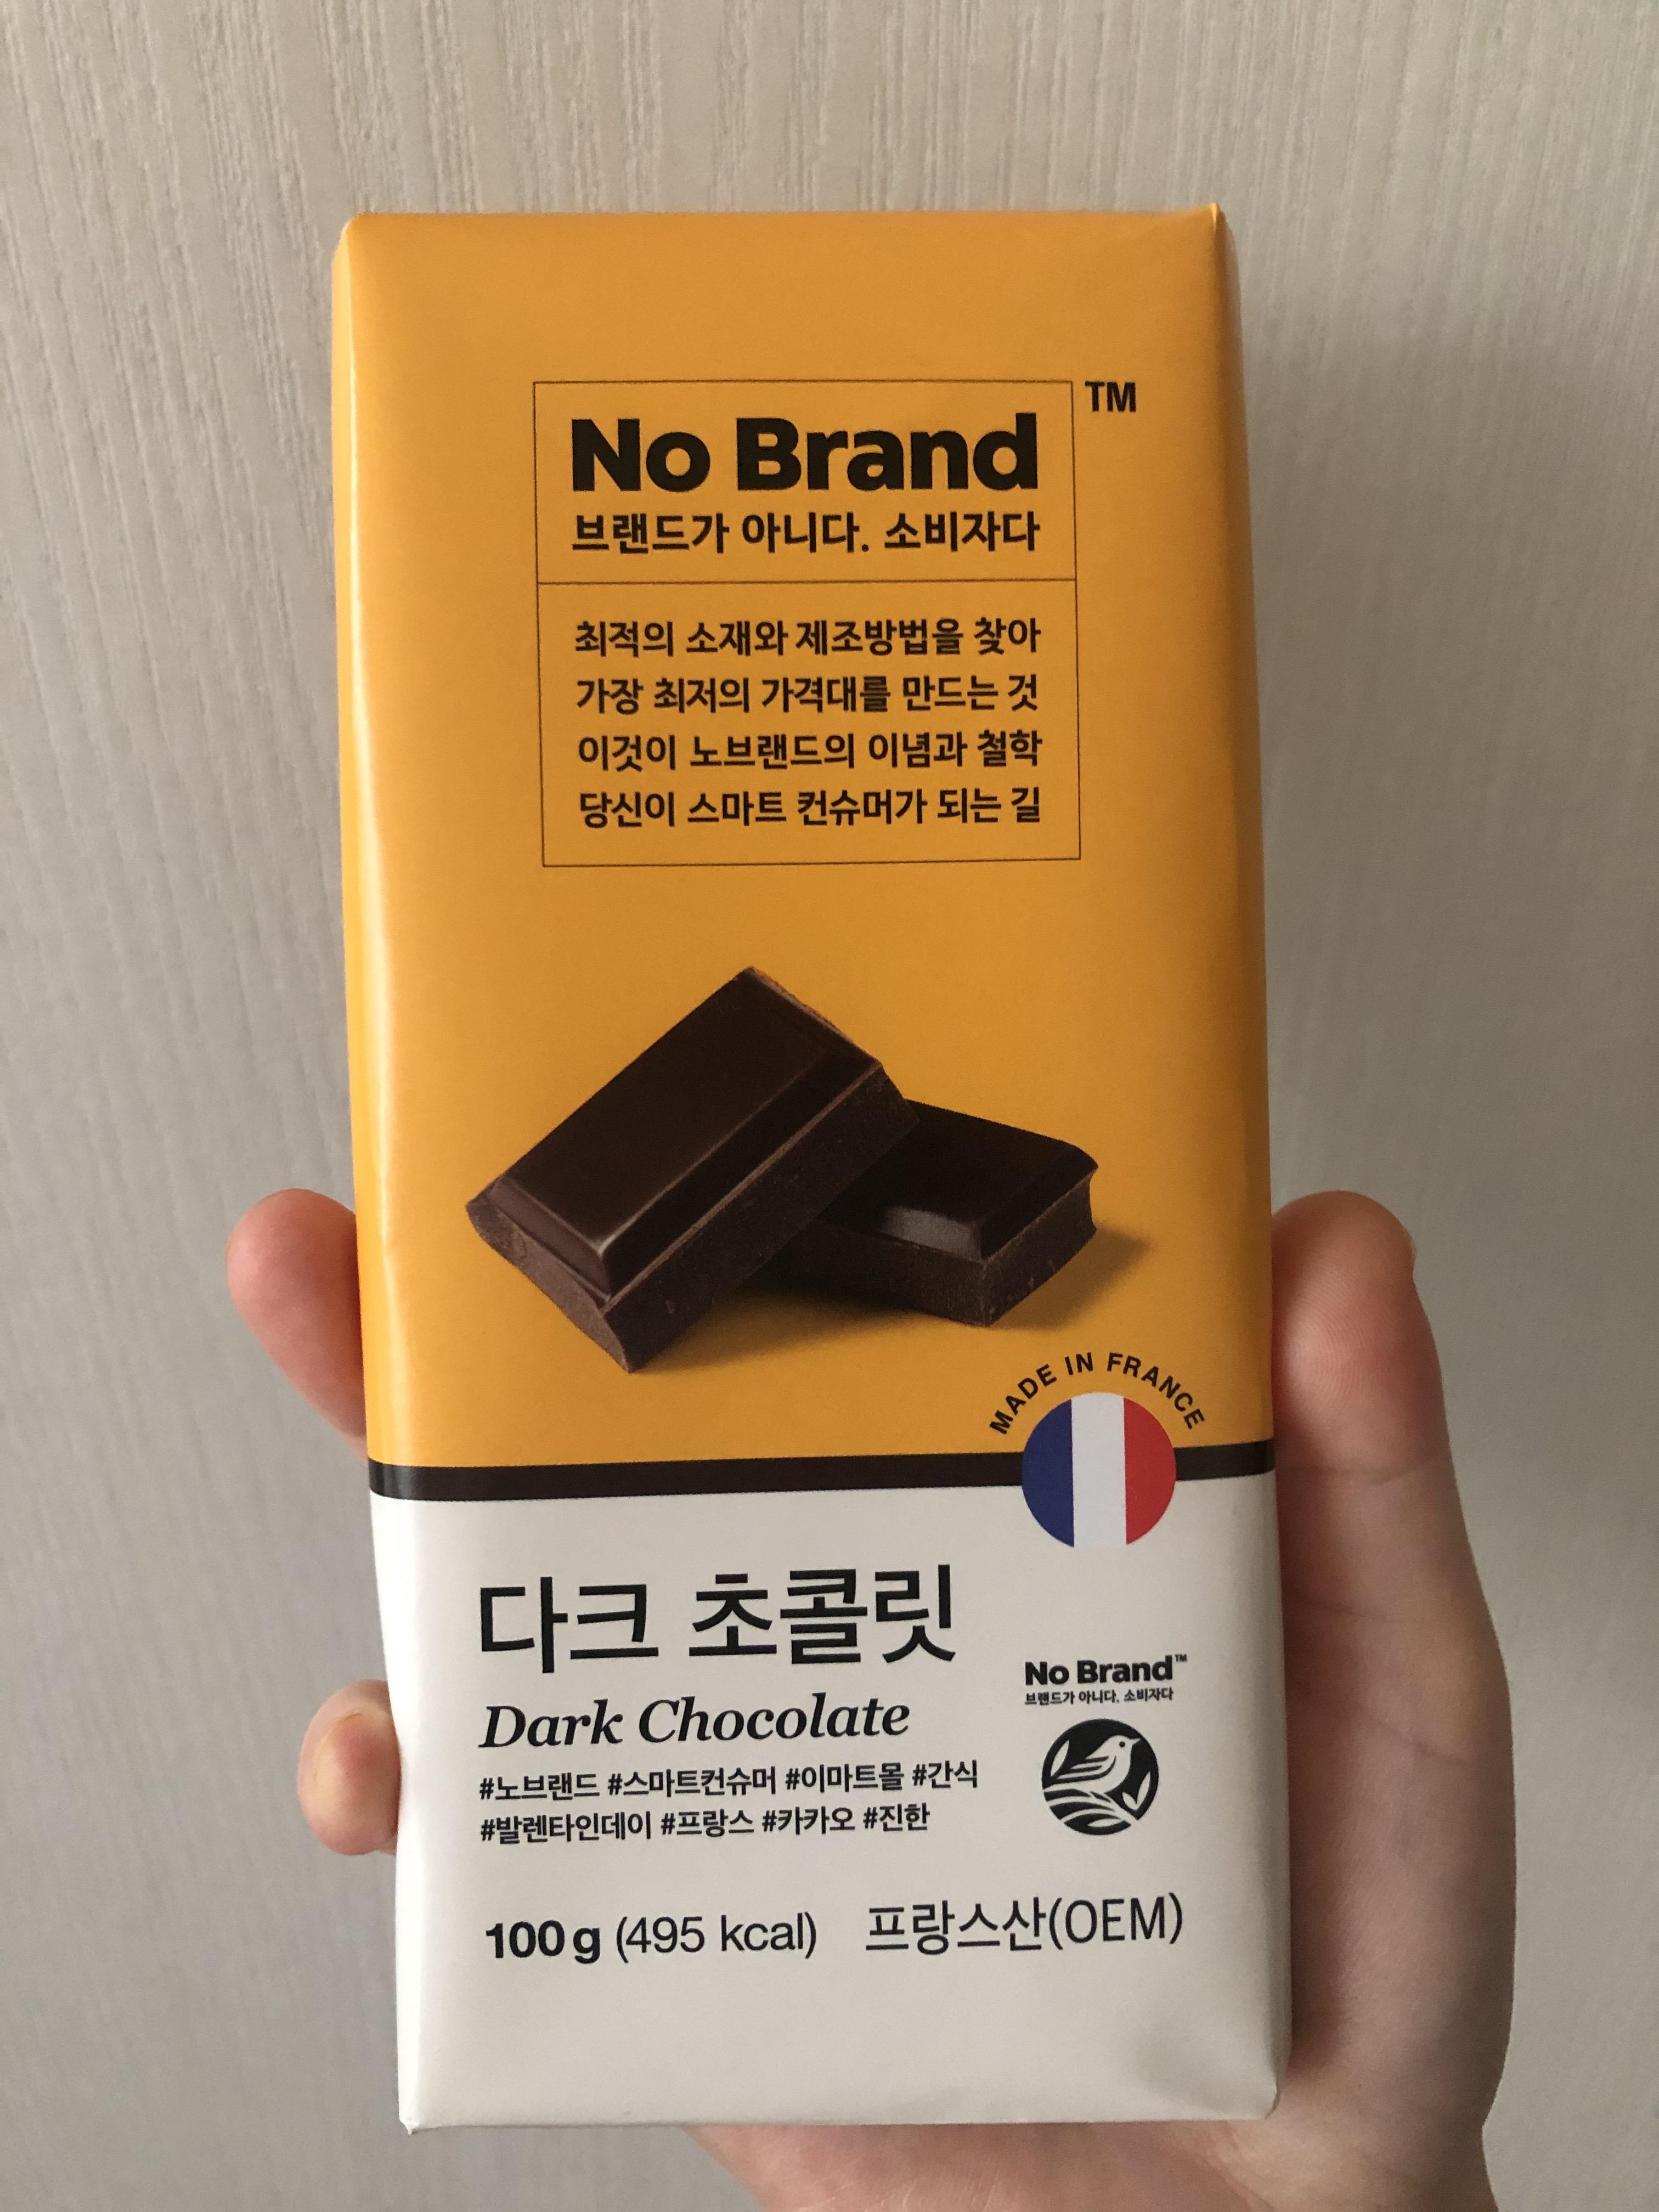 No Brand TM
브랜드가 아니다. 소비자다
최적의 소재와 제조방법을 찾아
가장 최저의 가격대를 만드는 것
이것이 노브랜드의 이념과 철학
당신이 스마트 컨슈머가 되는 길
MADE IN FRANCE
다크 초콜릿
Dark Chocolate
#노브랜드 #스마트컨슈머 #이마트몰 #간식
#발렌타인데이 #프랑스 #카카오 #진한
No Brand™
브랜드가 아니다. 소비자다
100 g (495 kcal) 프랑스산(OEM)